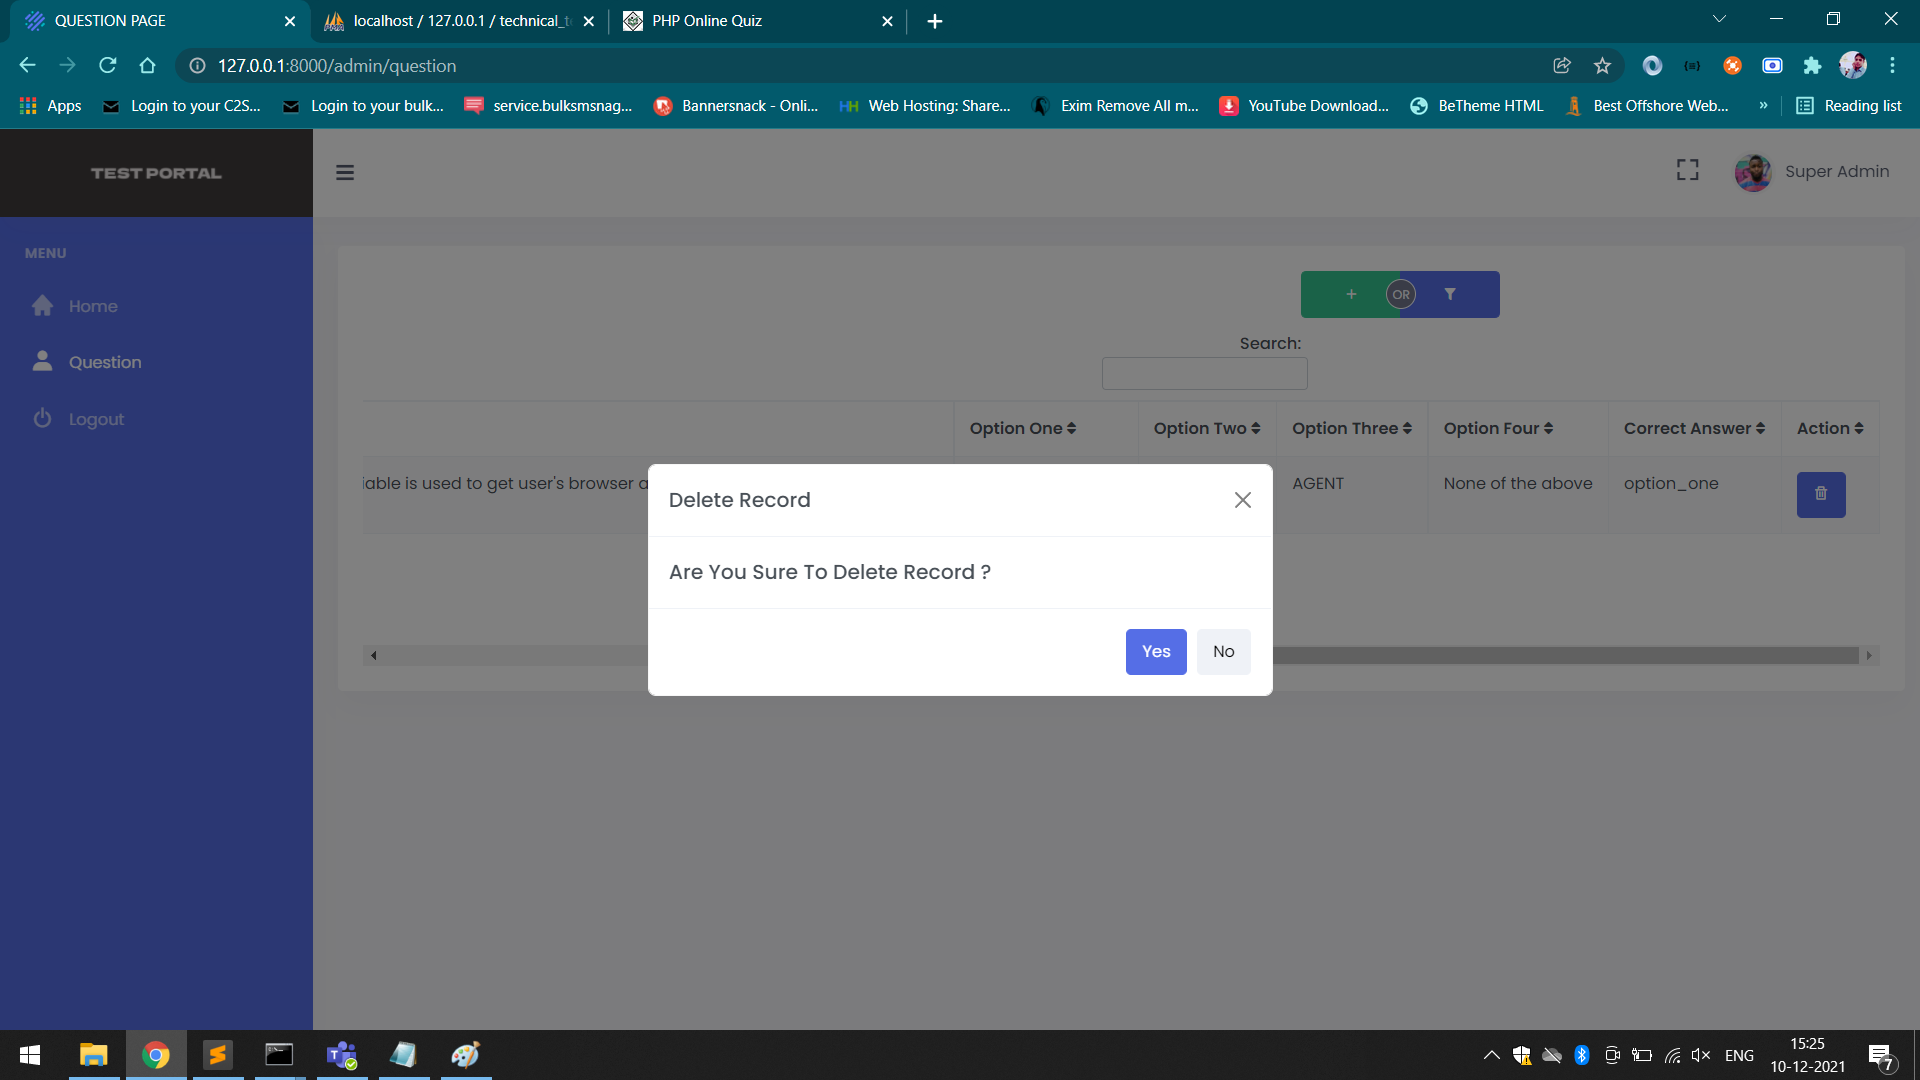 QUESTION PAGE
localhost / 127.0.0.1 / technical_t
PHP Online Quiz
127.0.0.1:8000/admin/question
Apps
Login to your C2S...
Login to your bulk...
service.bulksmsnag...
Bannersnack - Onli...
HH Web Hosting: Share...
Exim Remove All m...
YouTube Download...
BeTheme HTML
Best Offshore Web...
»
Reading list
TEST PORTAL
Super Admin
MENU
Home
Question
Logout
+ OR
Search:
Option One
Option Two
Option Three
Option Four
Correct Answer
Action
iable is used to get user's browser a
AGENT
None of the above
option_one
Delete Record
Are You Sure To Delete Record ?
Yes
No
ENG
15:25
10-12-2021
7